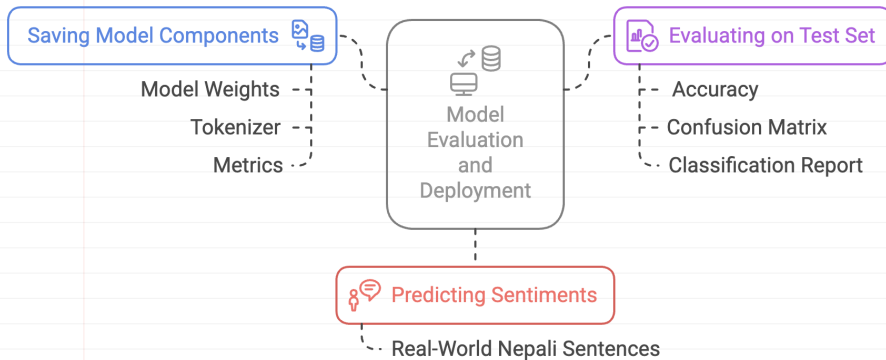 Saving Model Components
Model Weights
Tokenizer
Metrics
Model
Evaluation
and
Deployment
Evaluating on Test Set
Accuracy
Confusion Matrix
Classification Report
Predicting Sentiments
Real-World Nepali Sentences